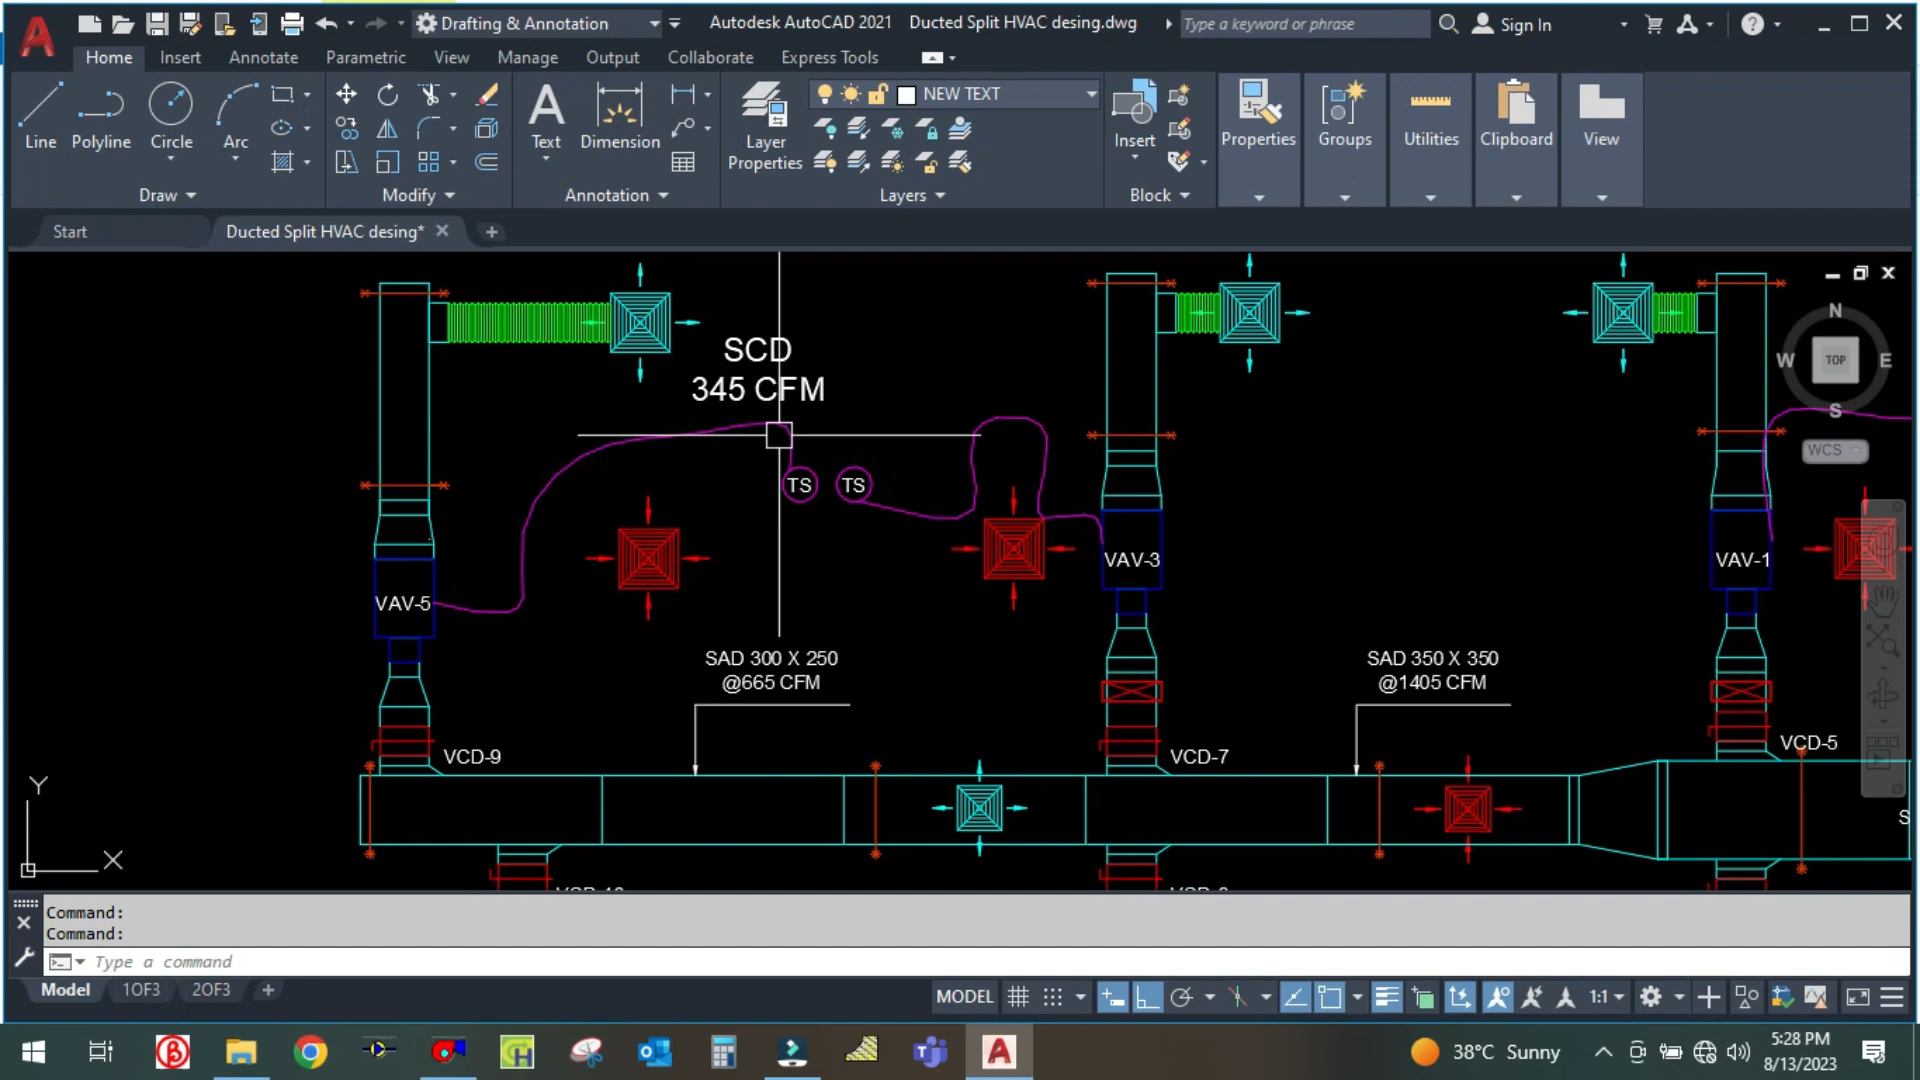 Drafting & Annotation
Autodesk AutoCAD 2021 Ducted Split HVAC desing.dwg
Type a keyword or phrase
Sign In
Home Insert Annotate Parametric View Manage Output Collaborate Express Tools
NEW TEXT
Line Polyline Circle Arc
Text Dimension
Layer
Properties
Insert
Properties Groups Utilities Clipboard View
Draw Modify Annotation Layers Block
Start Ducted Split HVAC desing*
N
W TOP E
S
WCS
SCD
345 CFM
TS TS
VAV-5
VAV-3
VAV-1
SAD 300 X 250
@665 CFM
SAD 350 X 350
@1405 CFM
VCD-9
VCD-7
VCD-5
S
Y
X
Command:
Command:
Type a command
Model 1OF3 2OF3
MODEL 1:1
38°C Sunny
5:28 PM
8/13/2023